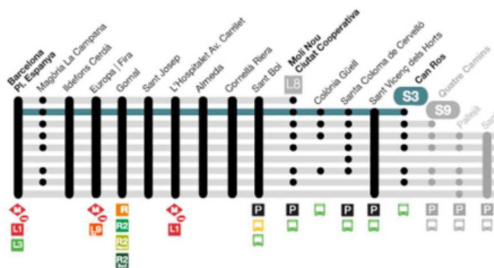 Barcelona
Pl. Espanya
Magòria La Campana
Ildefons Cerdà
Europa | Fira
Gornal
Sant Josep
L'Hospitalet Av. Carrilet
Almeda
Cornellà Riera
Sant Boi
Molí Nou
Ciutat Cooperativa
L8
Colònia Güell
Santa Coloma de Cervelló
Sant Vicenç dels Horts
Can Ros
S3
Quatre Camins
S9
Pallejà
M
L1
L3
M
L9
R
R2
R2
R2
M
L1
P
P
P
P
P
P
P